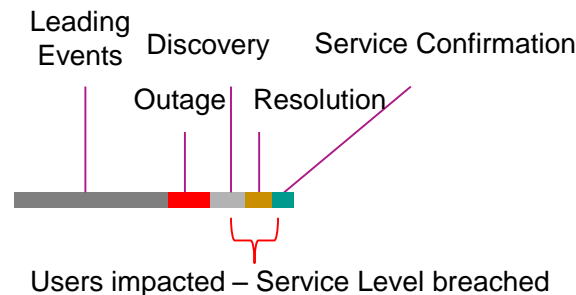 Leading
Events
Discovery
Service Confirmation
Outage
Resolution
Users impacted – Service Level breached